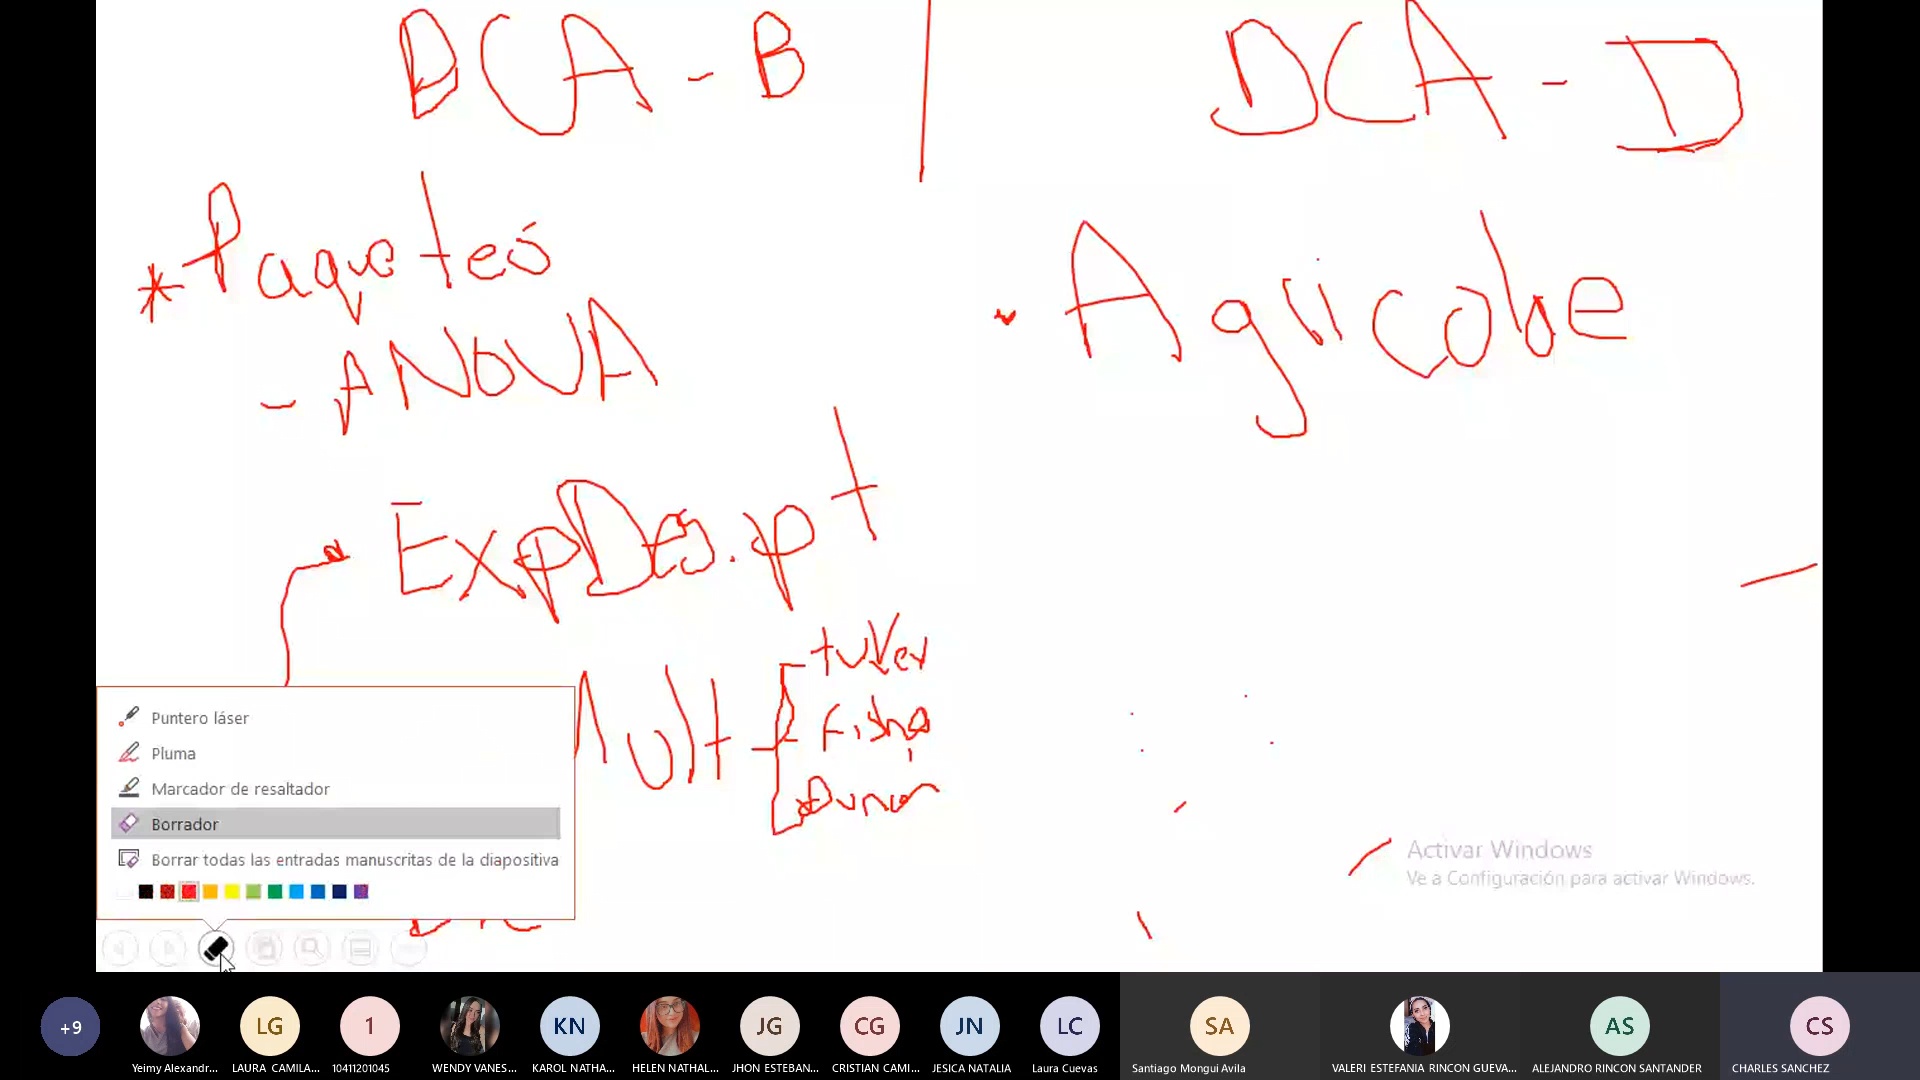 DCA - B
DCA - D
* Paquetes
- ANOVA
Agricolae
ExpDes.pt
Mult
tukey
Fisher
Duncan
Puntero láser
Pluma
Marcador de resaltador
Borrador
Borrar todas las entradas manuscritas de la diapositiva
Activar Windows
Ve a Configuración para activar Windows.
+9
LG
1
KN
JG
CG
JN
LC
SA
AS
CS
Yeimy Alexandr...
LAURA CAMILA...
10411201045
WENDY VANES...
KAROL NATHA...
HELEN NATHAL...
JHON ESTEBAN...
CRISTIAN CAMI...
JESICA NATALIA
Laura Cuevas
Santiago Mongui Avila
VALERI ESTEFANIA RINCON GUEVA...
ALEJANDRO RINCON SANTANDER
CHARLES SANCHEZ